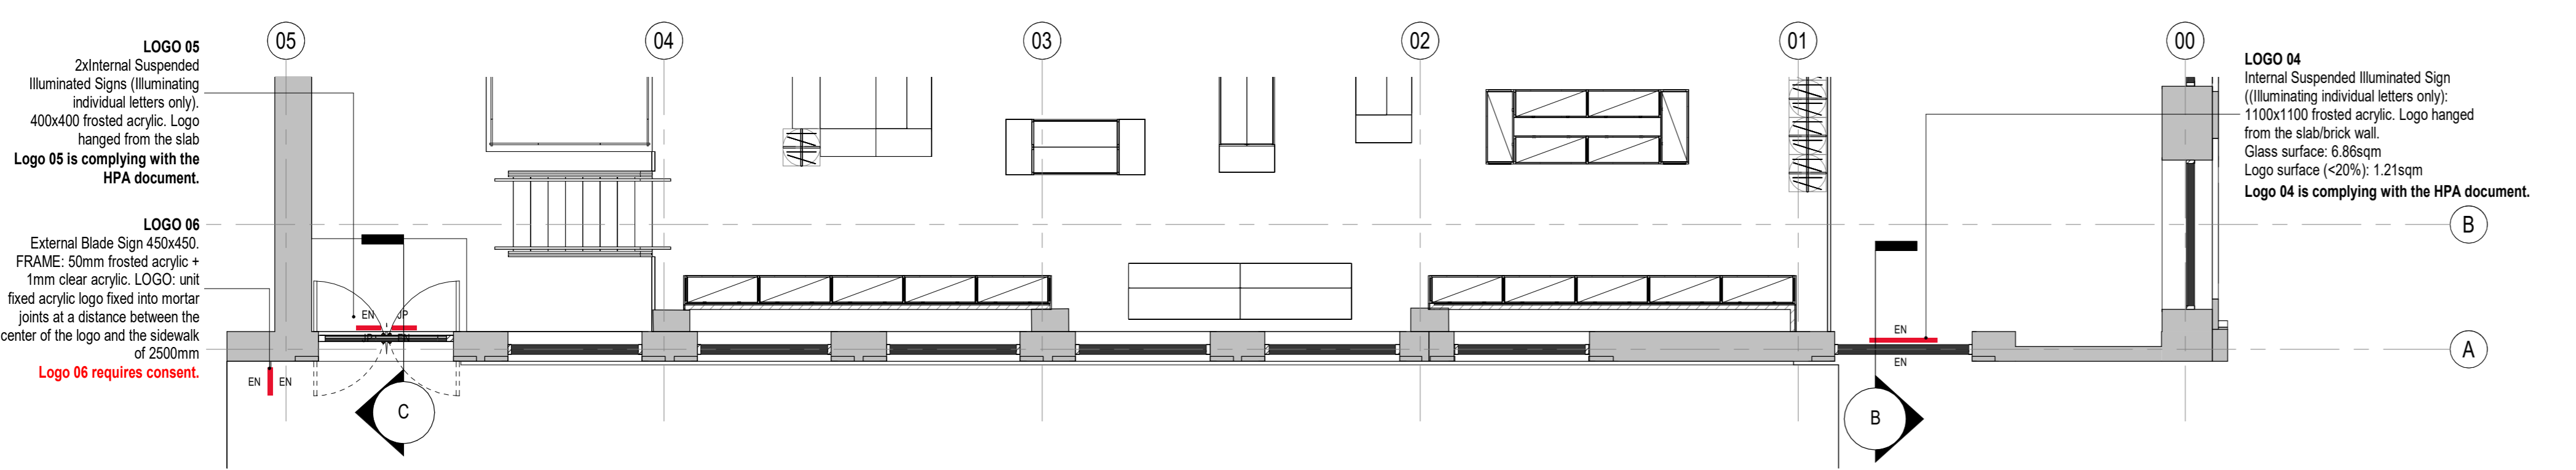 05
04
03
02
01
00
LOGO 05
2xInternal Suspended
Illuminated Signs (Illuminating
individual letters only).
400x400 frosted acrylic. Logo
hanged from the slab
Logo 05 is complying with the
HPA document.
LOGO 04
Internal Suspended Illuminated Sign
((Illuminating individual letters only):
1100x1100 frosted acrylic. Logo hanged
from the slab/brick wall.
Glass surface: 6.86sqm
Logo surface (<20%): 1.21sqm
Logo 04 is complying with the HPA document.
LOGO 06
External Blade Sign 450x450.
FRAME: 50mm frosted acrylic +
1mm clear acrylic. LOGO: unit
fixed acrylic logo fixed into mortar
joints at a distance between the
center of the logo and the sidewalk
of 2500mm
Logo 06 requires consent.
B
EN JP
JP EN
EN
A
EN
EN EN
C
B